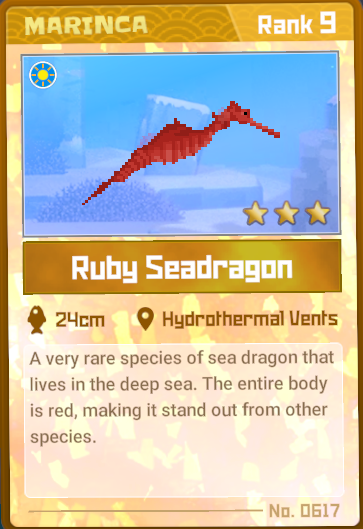 MARINCA
Rank 9
Ruby Seadragon
24cm
Hydrothermal Vents
A very rare species of sea dragon that
lives in the deep sea. The entire body
is red, making it stand out from other
species.
No. 0617